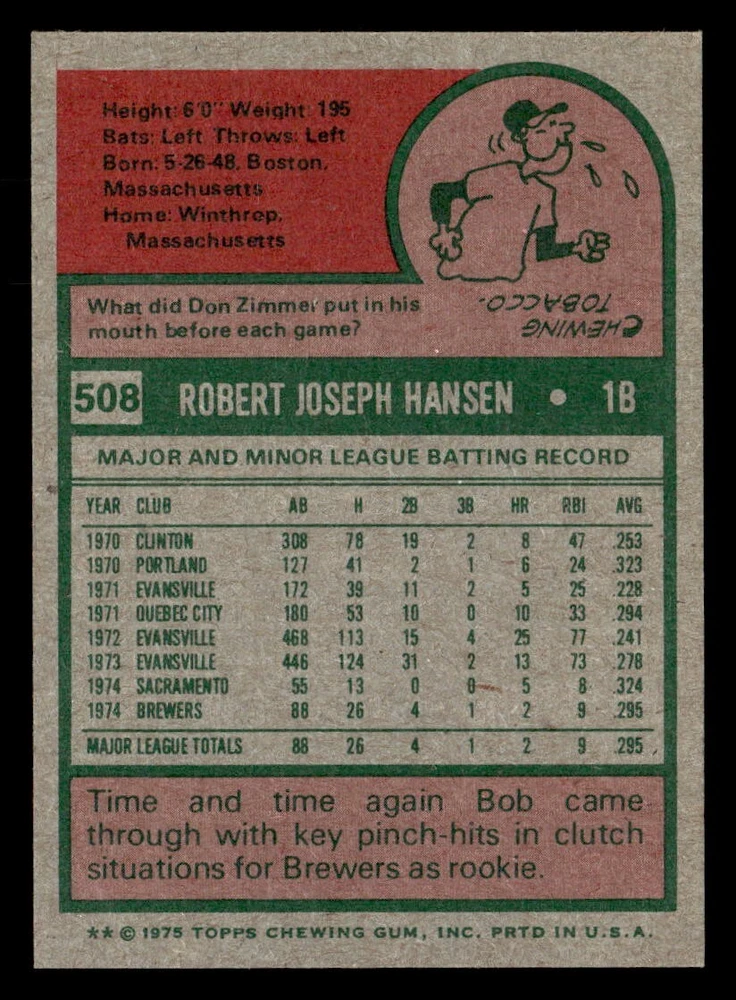 Height: 6'0" Weight: 195
Bats: Left Throws: Left
Born: 5-26-48, Boston,
Massachusetts
Home: Winthrop,
Massachusetts
What did Don Zimmer put in his
mouth before each game?
CHEWING
TOBACCO.
508 ROBERT JOSEPH HANSEN • 1B
MAJOR AND MINOR LEAGUE BATTING RECORD
YEAR CLUB AB H 2B 3B HR RBI AVG
1970 CLINTON 308 78 19 2 8 47 .253
1970 PORTLAND 127 41 2 1 6 24 .323
1971 EVANSVILLE 172 39 11 2 5 25 .228
1971 QUEBEC CITY 180 53 10 0 10 33 .294
1972 EVANSVILLE 468 113 15 4 25 77 .241
1973 EVANSVILLE 446 124 31 2 13 73 .278
1974 SACRAMENTO 55 13 0 0 5 8 .324
1974 BREWERS 88 26 4 1 2 9 .295
MAJOR LEAGUE TOTALS 88 26 4 1 2 9 .295
Time and time again Bob came
through with key pinch-hits in clutch
situations for Brewers as rookie.
** © 1975 TOPPS CHEWING GUM, INC. PRTD IN U.S.A.